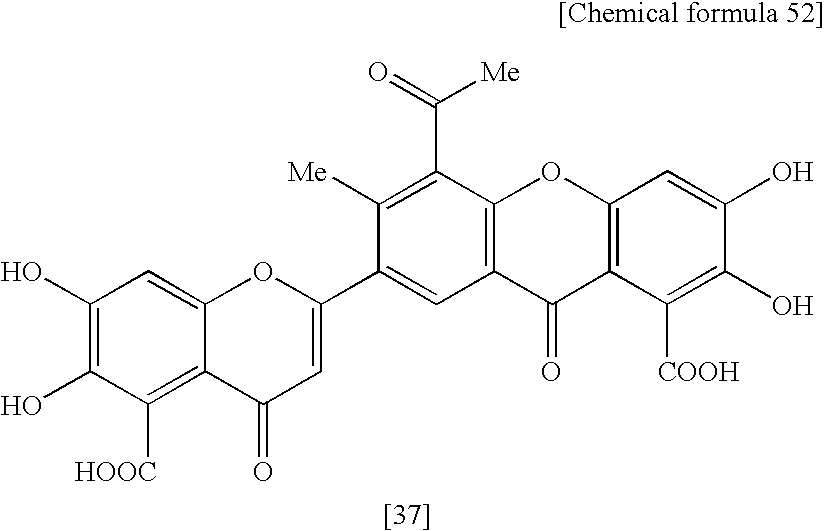 [Chemical formula 52]
O Me
Me O OH
HO O OH
HO O COOH
HOOC O
[37]